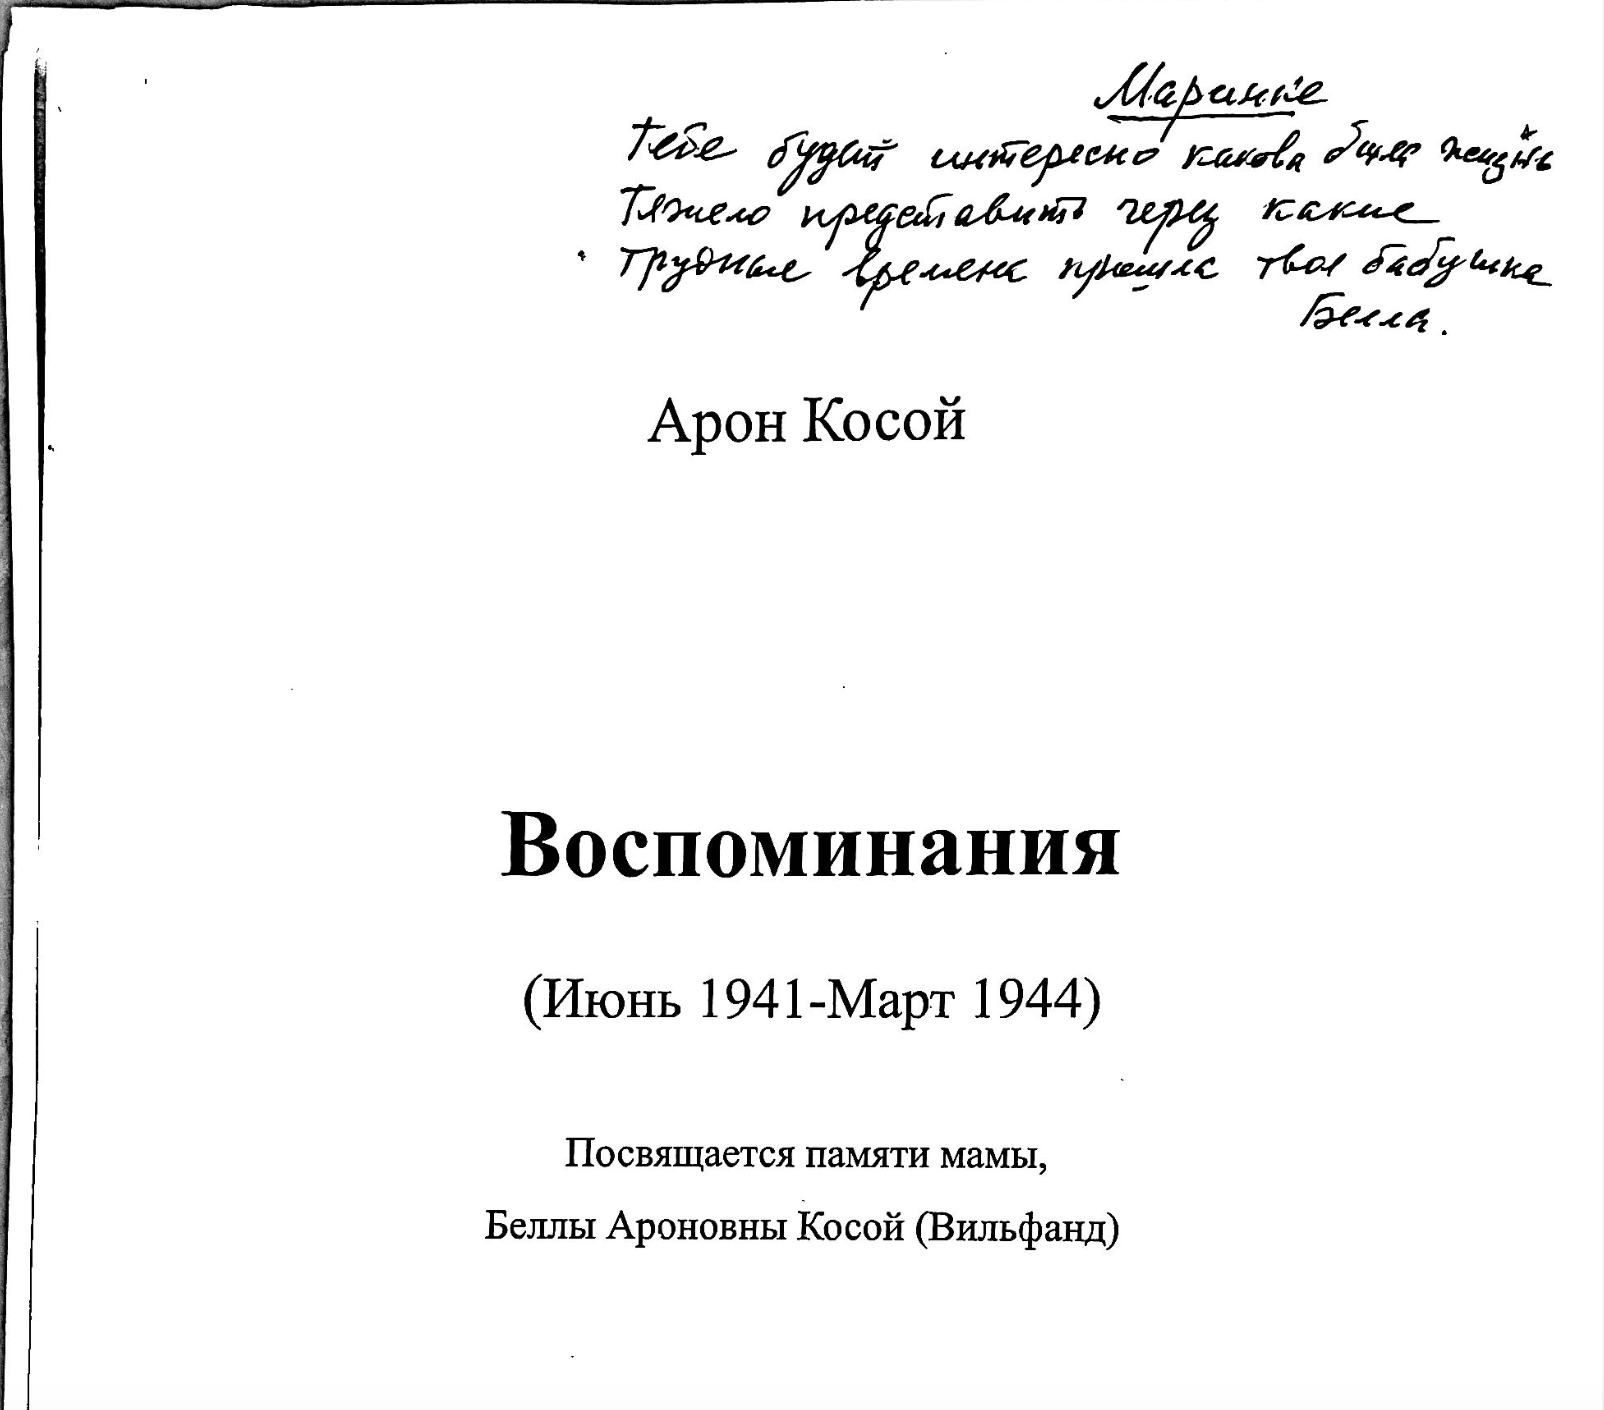 Маринке
Тебе будет интересно какова была жизнь
Тяжело представить через какие
трудные времена прошла твоя бабушка
Белла.
Арон Косой
Воспоминания
(Июнь 1941-Март 1944)
Посвящается памяти мамы,
Беллы Ароновны Косой (Вильфанд)